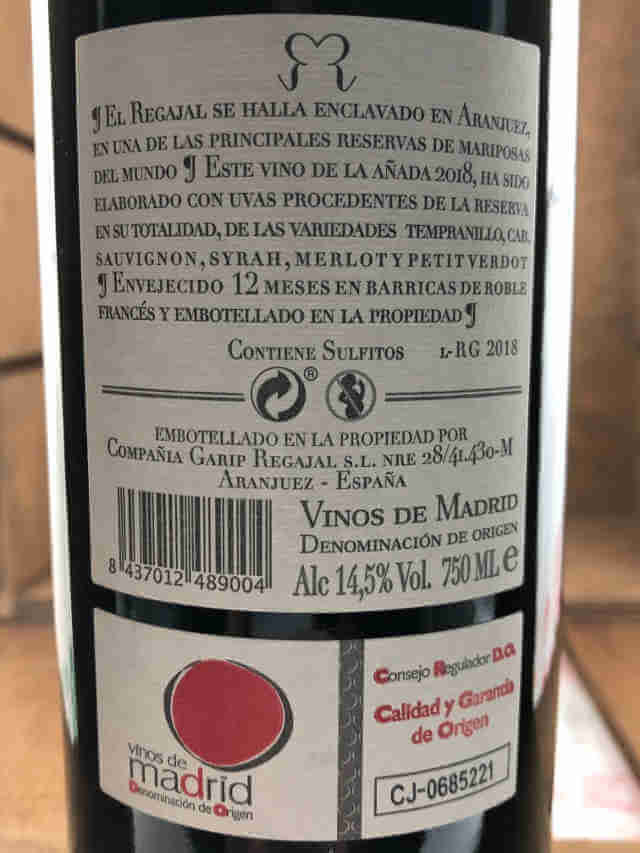 ¶ El Regajal se halla enclavado en Aranjuez,
en una de las principales reservas de mariposas
del mundo ¶ Este vino de la añada 2018, ha sido
elaborado con uvas procedentes de la reserva
en su totalidad, de las variedades tempranillo, cab.
sauvignon, syrah, merlot y petit verdot
¶ Envejecido 12 meses en barricas de roble
francés y embotellado en la propiedad ¶
Contiene Sulfitos L-RG 2018
®
embotellado en la propiedad por
Compañia Garip Regajal s.l. nre 28/41.430-M
Aranjuez - España
Vinos de Madrid
Denominación de origen
8 437012 489004
Alc 14,5% Vol. 750 ML e
vinos de
madrid
Denominación de Origen
Consejo Regulador D.O.
Calidad y Garantía
de Origen
CJ-0685221